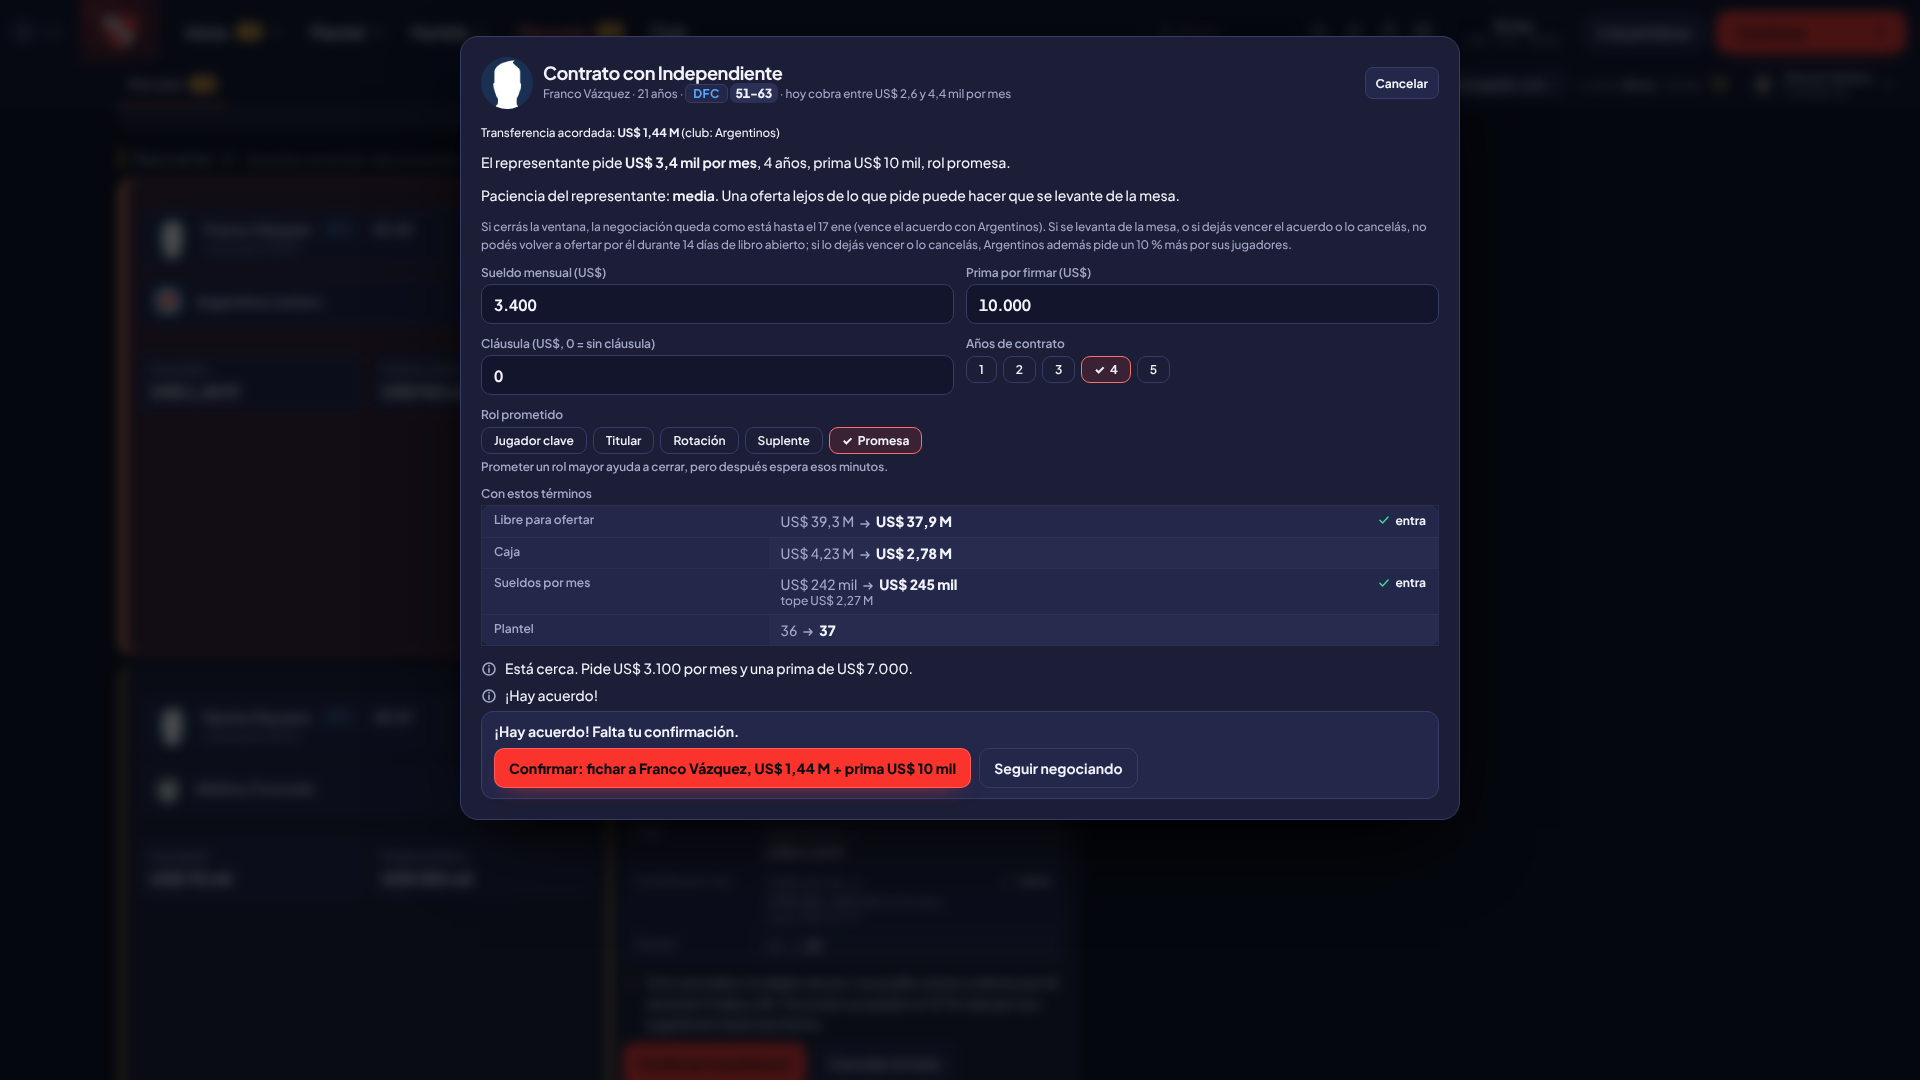 Contrato con Independiente
Franco Vázquez · 21 años · DFC 51–63 · hoy cobra entre US$ 2,6 y 4,4 mil por mes
Cancelar
Transferencia acordada: US$ 1,44 M (club: Argentinos)
El representante pide US$ 3,4 mil por mes, 4 años, prima US$ 10 mil, rol promesa.
Paciencia del representante: media. Una oferta lejos de lo que pide puede hacer que se levante de la mesa.
Si cerrás la ventana, la negociación queda como está hasta el 17 ene (vence el acuerdo con Argentinos). Si se levanta de la mesa, o si dejás vencer el acuerdo o lo cancelás, no
podés volver a ofertar por él durante 14 días de libro abierto; si lo dejás vencer o lo cancelás, Argentinos además pide un 10 % más por sus jugadores.
Sueldo mensual (US$)
3.400
Prima por firmar (US$)
10.000
Cláusula (US$, 0 = sin cláusula)
0
Años de contrato
1 2 3 ✓ 4 5
Rol prometido
Jugador clave Titular Rotación Suplente ✓ Promesa
Prometer un rol mayor ayuda a cerrar, pero después espera esos minutos.
Con estos términos
Libre para ofertar US$ 39,3 M → US$ 37,9 M ✓ entra
Caja US$ 4,23 M → US$ 2,78 M
Sueldos por mes US$ 242 mil → US$ 245 mil ✓ entra
tope US$ 2,27 M
Plantel 36 → 37
Está cerca. Pide US$ 3.100 por mes y una prima de US$ 7.000.
¡Hay acuerdo!
¡Hay acuerdo! Falta tu confirmación.
Confirmar: fichar a Franco Vázquez, US$ 1,44 M + prima US$ 10 mil
Seguir negociando